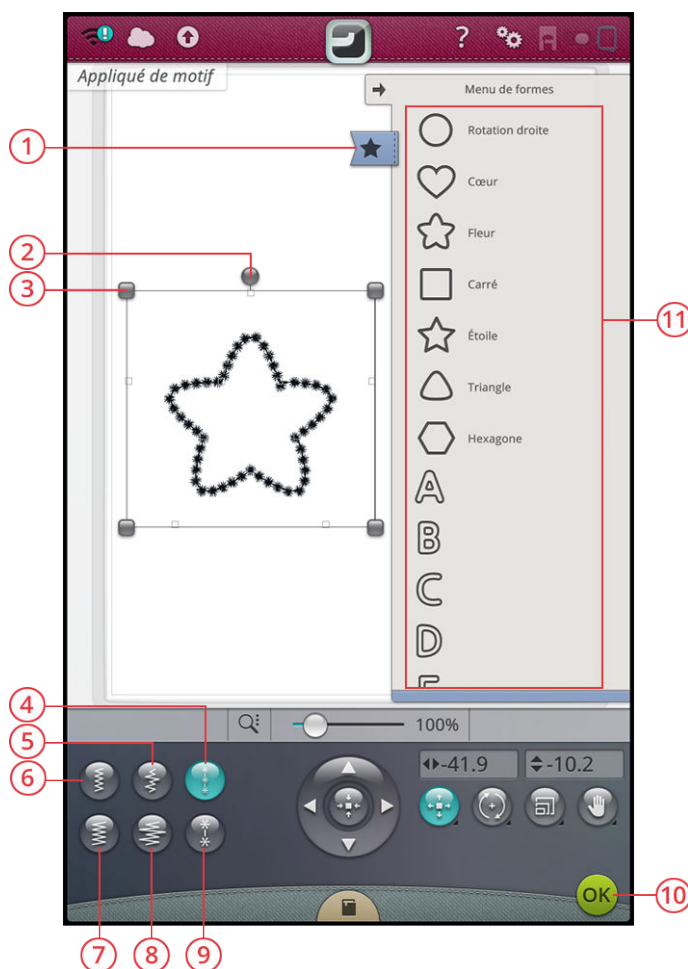 ?
Appliqué de motif
Menu de formes
1
Rotation droite
Cœur
2
Fleur
3
Carré
11
Étoile
Triangle
Hexagone
A
B
C
D
4
100%
5
6
-41.9
-10.2
OK
10
7
8
9